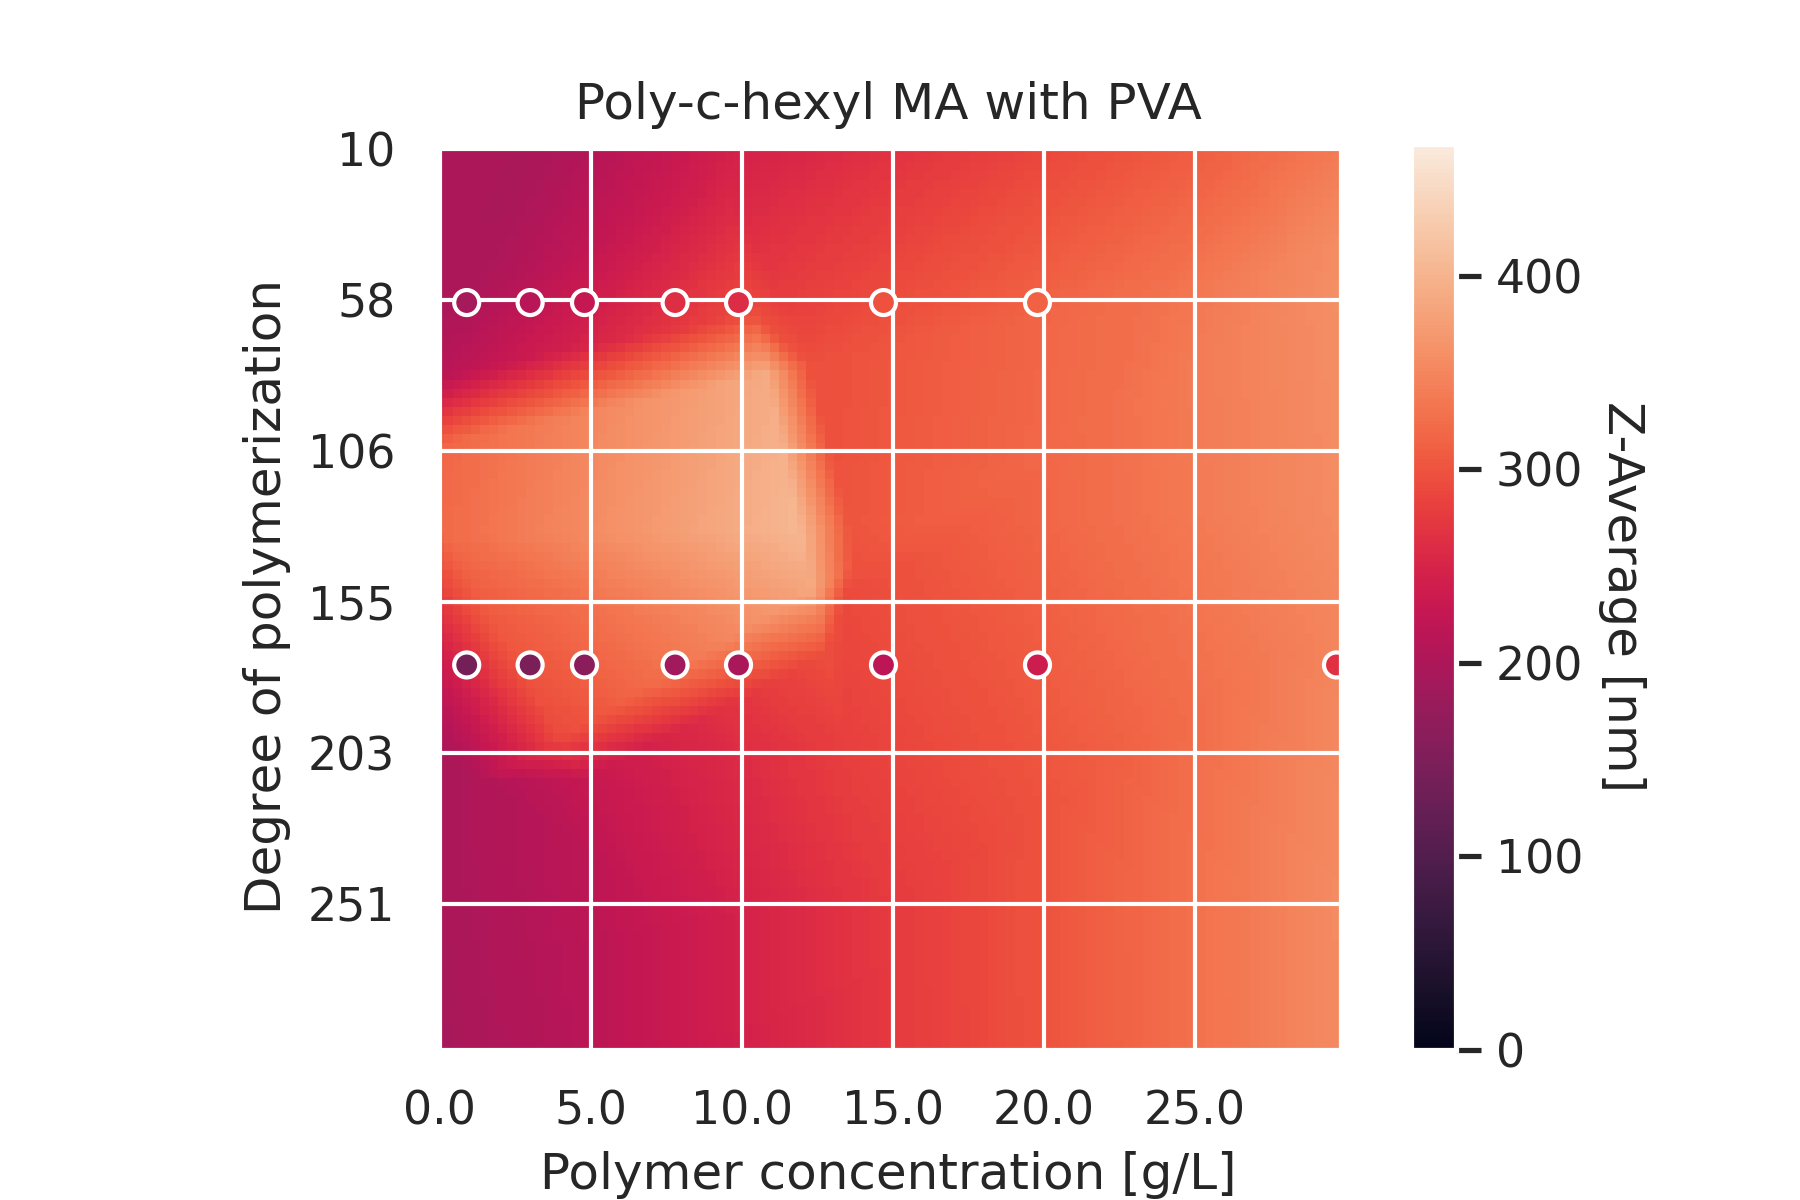 Poly-c-hexyl MA with PVA
10
58
106
155
203
251
Degree of polymerization
0.0 5.0 10.0 15.0 20.0 25.0
Polymer concentration [g/L]
400
300
200
100
0
Z-Average [nm]